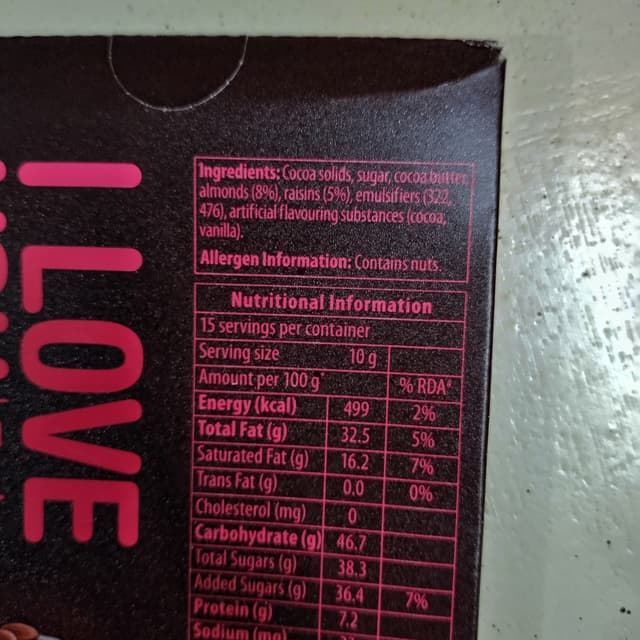 I LOVE
Ingredients: Cocoa solids, sugar, cocoa butter,
almonds (8%), raisins (5%), emulsifiers (322,
476), artificial flavouring substances (cocoa,
vanilla).
Allergen Information: Contains nuts.
Nutritional Information
15 servings per container
Serving size 10 g
Amount per 100 g % RDA#
Energy (kcal) 499 2%
Total Fat (g) 32.5 5%
Saturated Fat (g) 16.2 7%
Trans Fat (g) 0.0 0%
Cholesterol (mg) 0
Carbohydrate (g) 46.7
Total Sugars (g) 38.3
Added Sugars (g) 36.4 7%
Protein (g) 7.2
Sodium (mg)